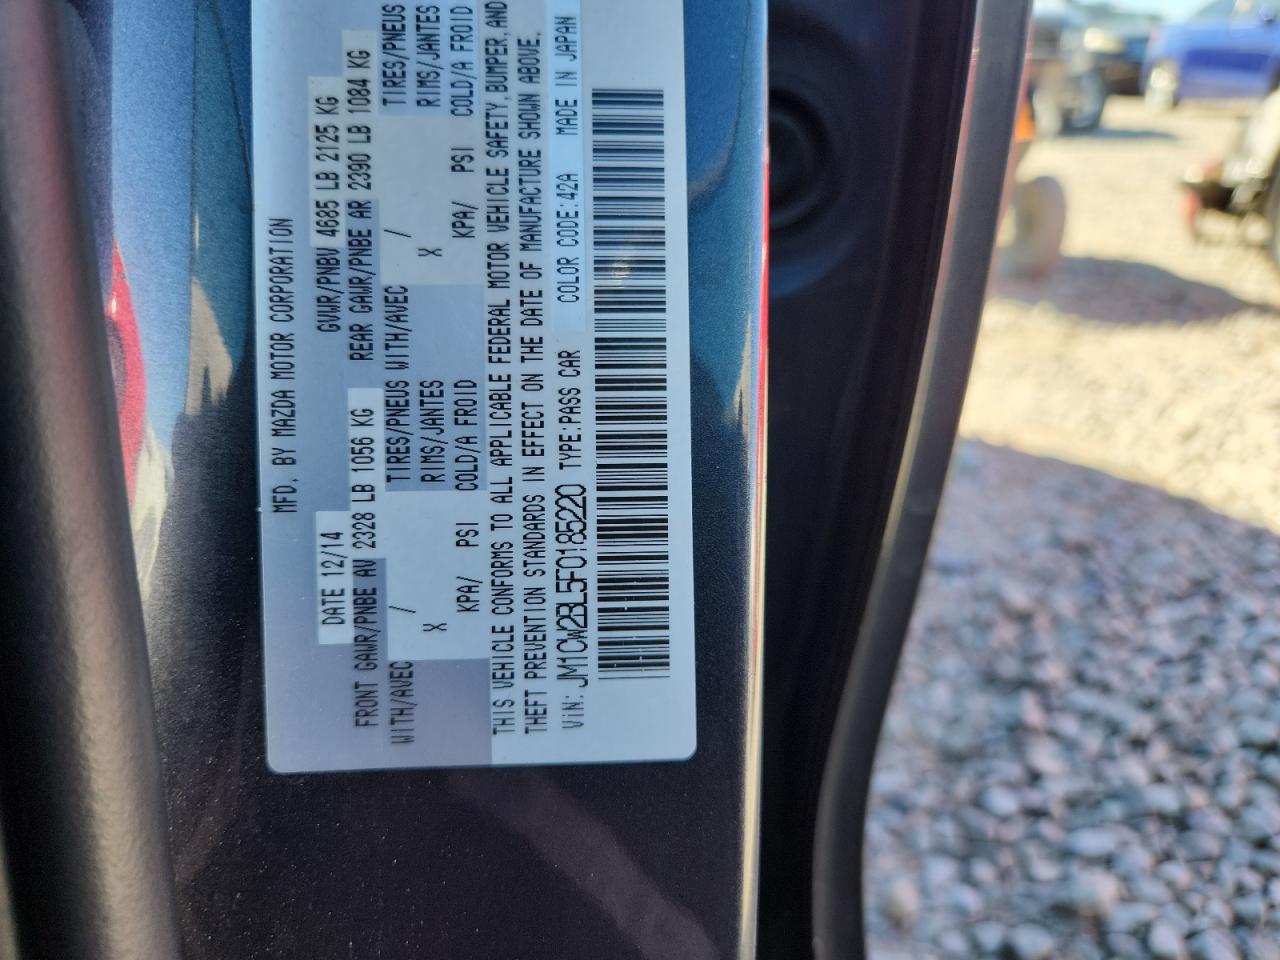 MFD. BY MAZDA MOTOR CORPORATION
DATE 12/14 GVWR/PNBV 4685 LB 2125 KG
FRONT GAWR/PNBE AV 2328 LB 1056 KG REAR GAWR/PNBE AR 2390 LB 1084 KG
WITH/AVEC / TIRES/PNEUS WITH/AVEC / TIRES/PNEUS
X RIMS/JANTES X RIMS/JANTES
KPA/ PSI COLD/A FROID KPA/ PSI COLD/A FROID
THIS VEHICLE CONFORMS TO ALL APPLICABLE FEDERAL MOTOR VEHICLE SAFETY, BUMPER, AND
THEFT PREVENTION STANDARDS IN EFFECT ON THE DATE OF MANUFACTURE SHOWN ABOVE.
VIN: JM1CW2BL5F0185220 TYPE:PASS CAR COLOR CODE:42A MADE IN JAPAN